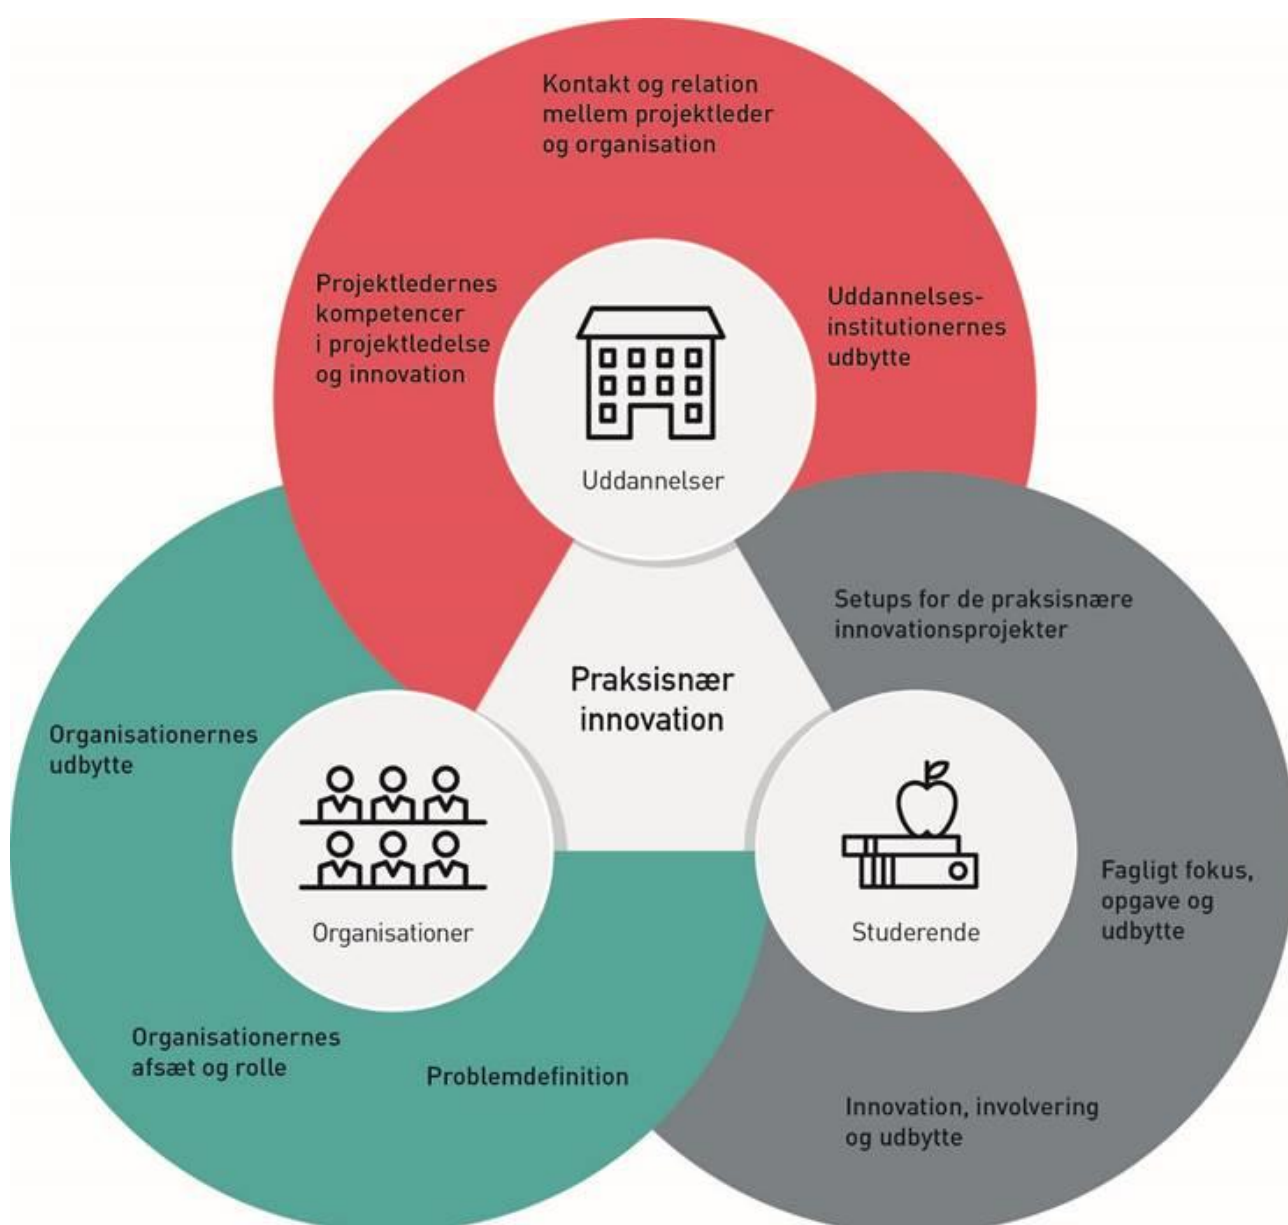 Kontakt og relation
mellem projektleder
og organisation
Projektledernes
kompetencer
i projektledelse
og innovation
Uddannelses-
institutionernes
udbytte
Uddannelser
Setups for de praksisnære
innovationsprojekter
Praksisnær
innovation
Organisationernes
udbytte
Organisationer
Studerende
Fagligt fokus,
opgave og
udbytte
Organisationernes
afsæt og rolle
Problemdefinition
Innovation, involvering
og udbytte